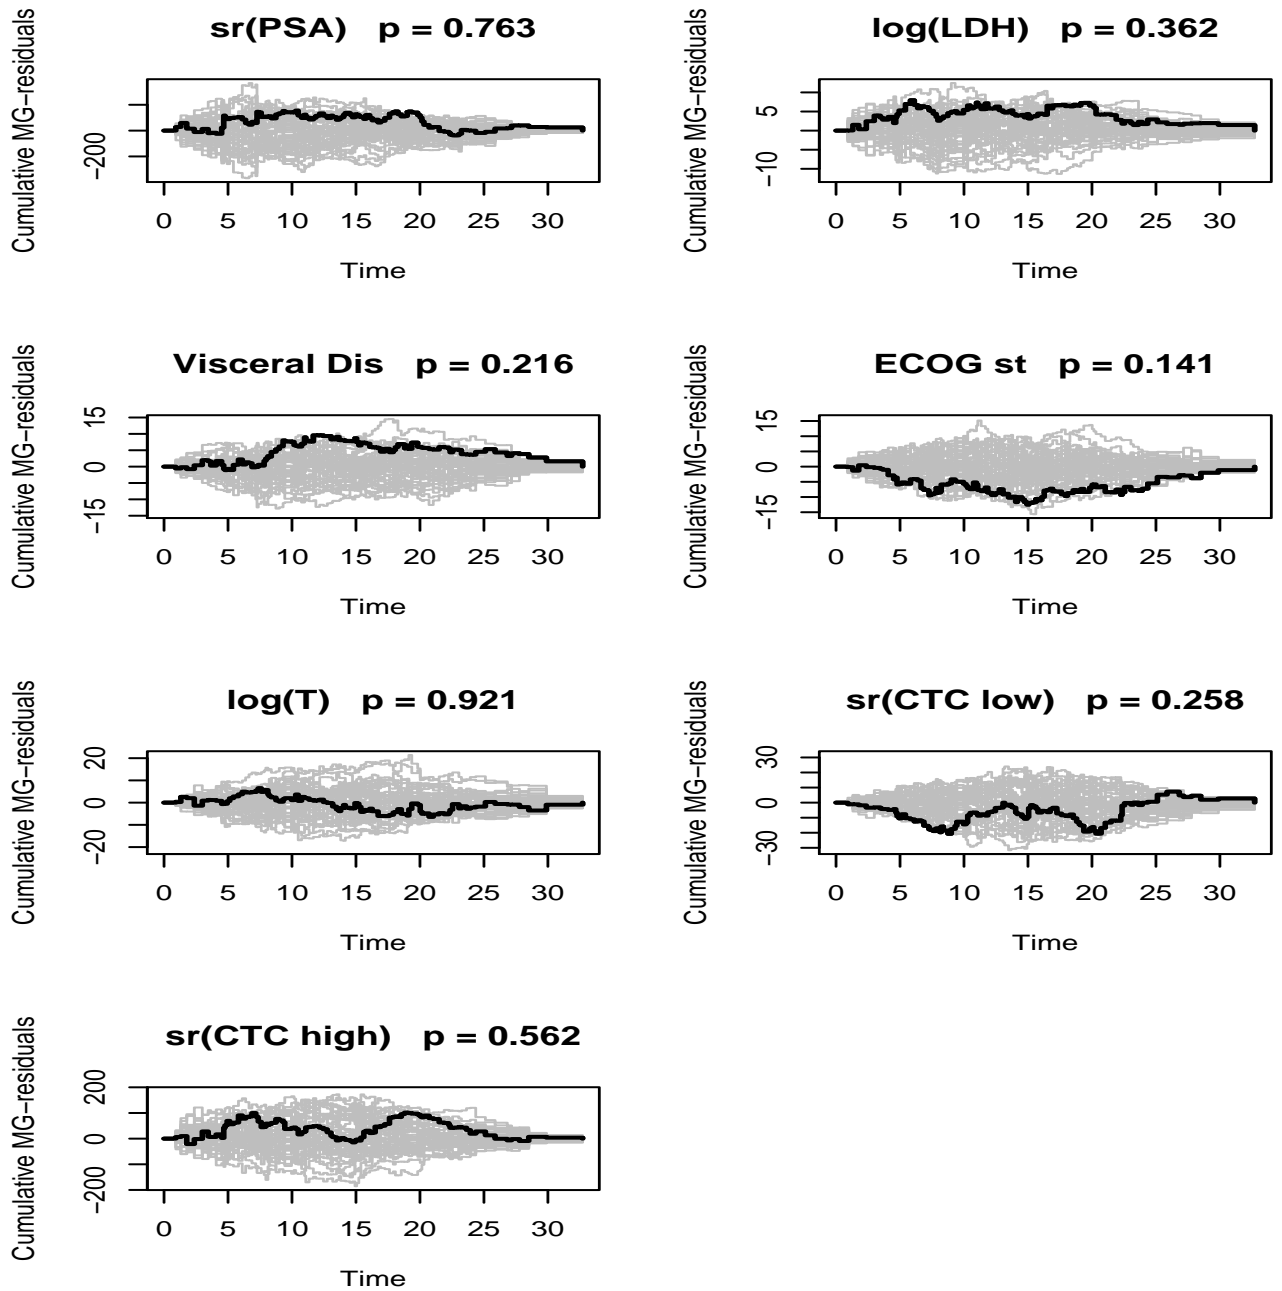 sr(PSA) p = 0.763
Cumulative MG−residuals
−200
0 5 10 15 20 25 30
Time
log(LDH) p = 0.362
Cumulative MG−residuals
−10 5
0 5 10 15 20 25 30
Time
Visceral Dis p = 0.216
Cumulative MG−residuals
−15 0 15
0 5 10 15 20 25 30
Time
ECOG st p = 0.141
Cumulative MG−residuals
−15 0 15
0 5 10 15 20 25 30
Time
log(T) p = 0.921
Cumulative MG−residuals
−20 0 20
0 5 10 15 20 25 30
Time
sr(CTC low) p = 0.258
Cumulative MG−residuals
−30 0 30
0 5 10 15 20 25 30
Time
sr(CTC high) p = 0.562
Cumulative MG−residuals
−200 0 200
0 5 10 15 20 25 30
Time